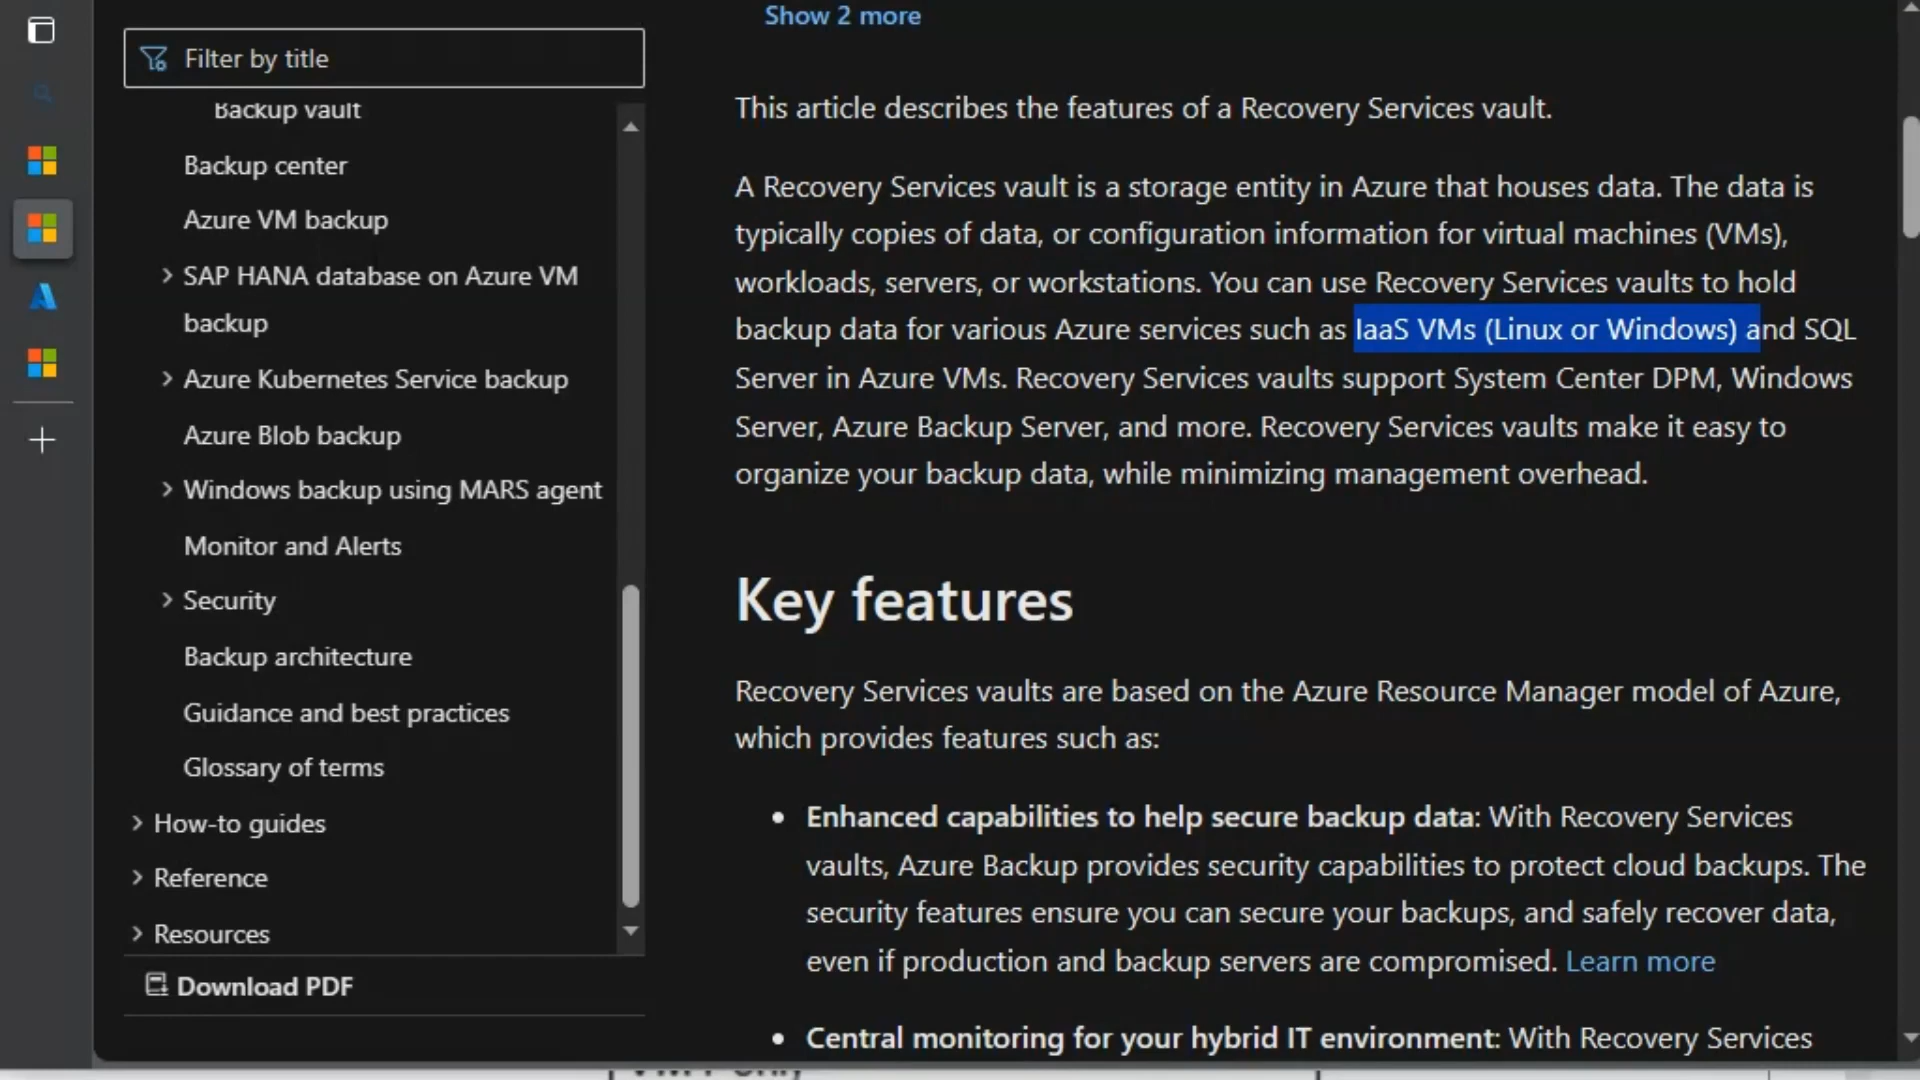 Filter by title
Backup vault
Backup center
Azure VM backup
SAP HANA database on Azure VM
backup
Azure Kubernetes Service backup
Azure Blob backup
Windows backup using MARS agent
Monitor and Alerts
Security
Backup architecture
Guidance and best practices
Glossary of terms
How-to guides
Reference
Resources
Download PDF
Show 2 more
This article describes the features of a Recovery Services vault.
A Recovery Services vault is a storage entity in Azure that houses data. The data is
typically copies of data, or configuration information for virtual machines (VMs),
workloads, servers, or workstations. You can use Recovery Services vaults to hold
backup data for various Azure services such as IaaS VMs (Linux or Windows) and SQL
Server in Azure VMs. Recovery Services vaults support System Center DPM, Windows
Server, Azure Backup Server, and more. Recovery Services vaults make it easy to
organize your backup data, while minimizing management overhead.
Key features
Recovery Services vaults are based on the Azure Resource Manager model of Azure,
which provides features such as:
• Enhanced capabilities to help secure backup data: With Recovery Services
vaults, Azure Backup provides security capabilities to protect cloud backups. The
security features ensure you can secure your backups, and safely recover data,
even if production and backup servers are compromised. Learn more
• Central monitoring for your hybrid IT environment: With Recovery Services